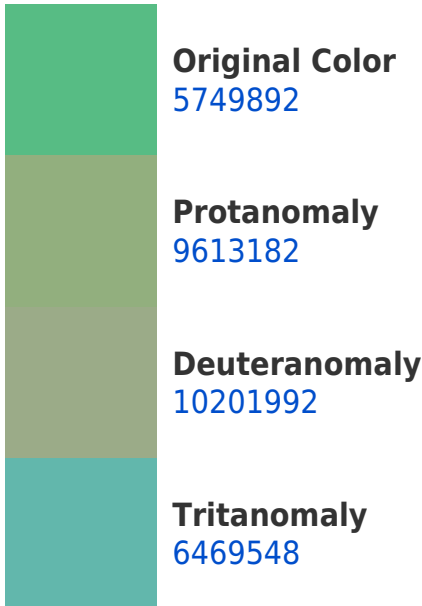 Original Color
5749892
Protanomaly
9613182
Deuteranomaly
10201992
Tritanomaly
6469548